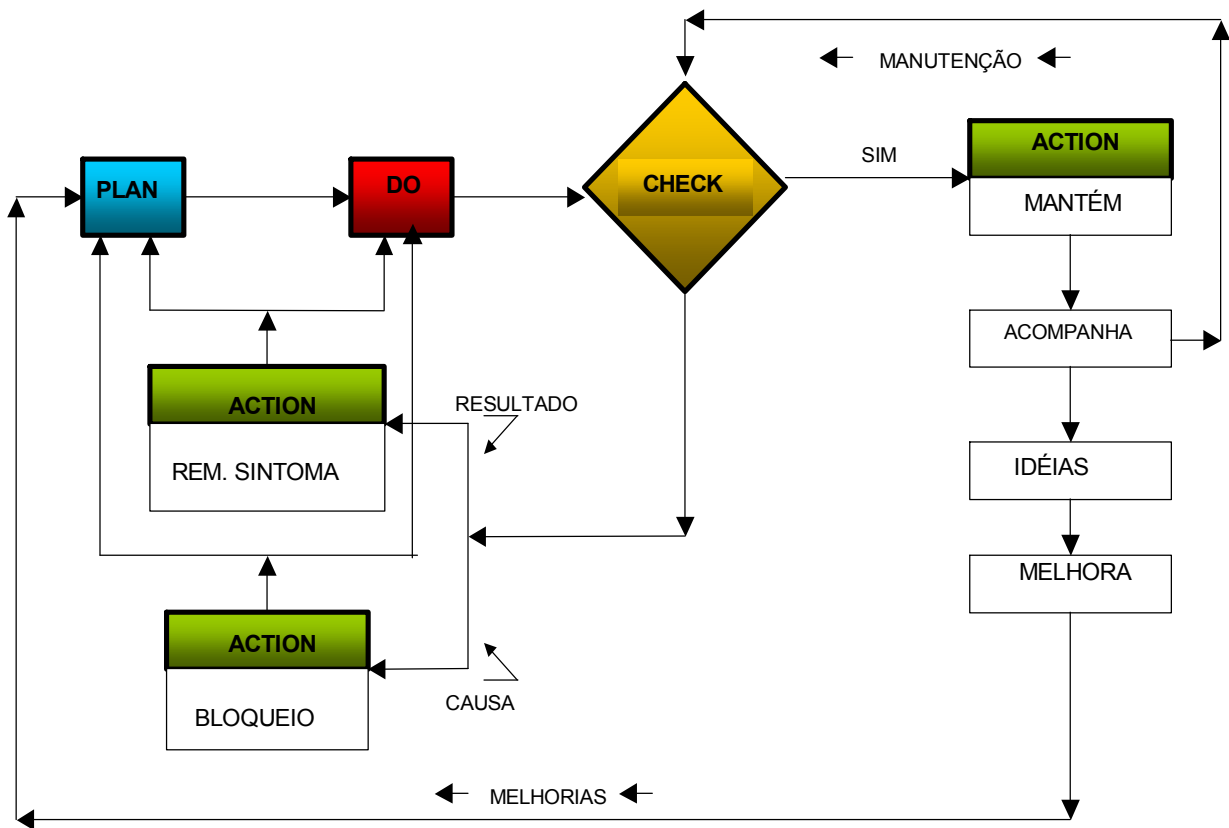 MANUTENÇÃO
ACTION
SIM
PLAN
DO
CHECK
MANTÉM
ACOMPANHA
ACTION
RESULTADO
REM. SINTOMA
IDÉIAS
MELHORA
ACTION
CAUSA
BLOQUEIO
MELHORIAS